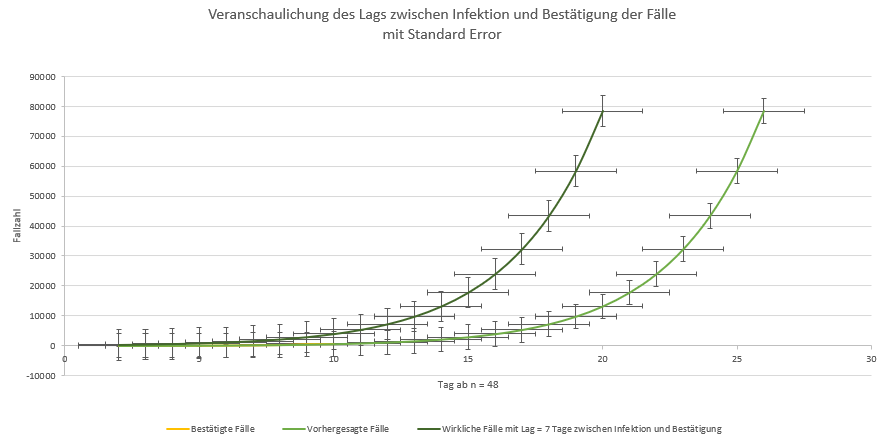 Veranschaulichung des Lags zwischen Infektion und Bestätigung der Fälle
mit Standard Error
90000
80000
70000
60000
50000
40000
30000
20000
10000
0
-10000
Fallzahl
0 5 10 15 20 25 30
Tag ab n = 48
Bestätigte Fälle Vorhergesagte Fälle Wirkliche Fälle mit Lag = 7 Tage zwischen Infektion und Bestätigung